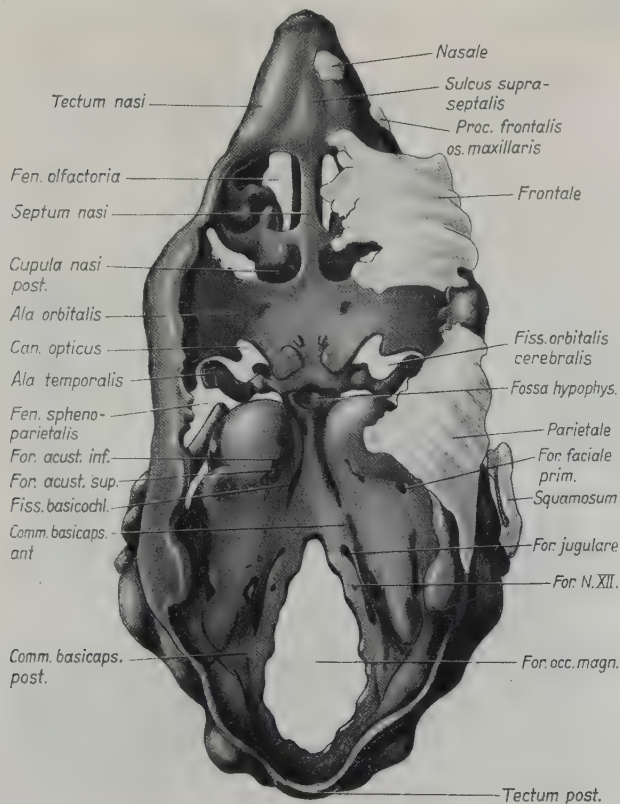 Tectum nasi
Fen. olfactoria
Septum nasi
Cupula nasi
post.
Ala orbitalis
Can. opticus
Ala temporalis
Fen. spheno-
parietalis
For. acust. inf.
For. acust. sup.
Fiss. basicochl.
Comm. basicaps.
ant
Comm. basicaps.
post.
Nasale
Sulcus supra-
septalis
Proc. frontalis
os. maxillaris
Frontale
Fiss. orbitalis
cerebralis
Fossa hypophys.
Parietale
For. faciale
prim.
Squamosum
For. jugulare
For. N. XII.
For. occ. magn.
Tectum post.